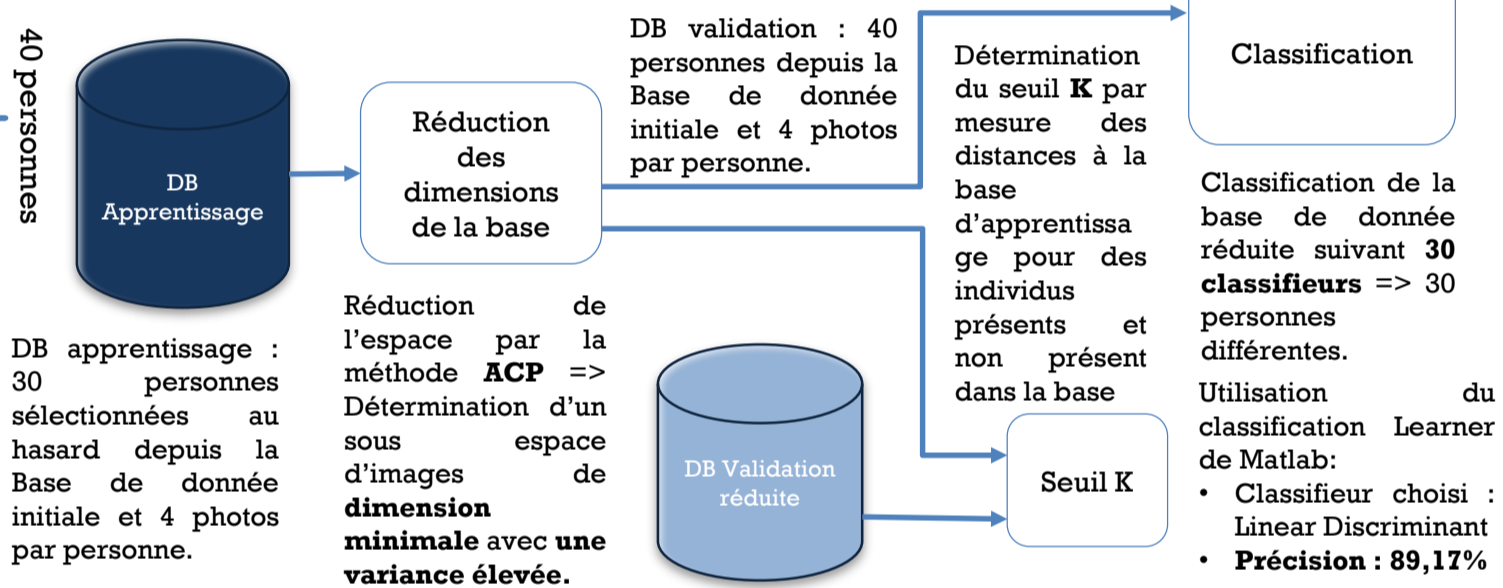 40 personnes
DB
Apprentissage
DB apprentissage :
30 personnes
sélectionnées au
hasard depuis la
Base de donnée
initiale et 4 photos
par personne.
Réduction
des
dimensions
de la base
Réduction de
l'espace par la
méthode ACP =>
Détermination d'un
sous espace
d'images de
dimension
minimale avec une
variance élevée.
DB validation : 40
personnes depuis la
Base de donnée
initiale et 4 photos
par personne.
DB Validation
réduite
Détermination
du seuil K par
mesure des
distances à la
base
d'apprentissa
ge pour des
individus
présents et
non présent
dans la base
Seuil K
Classification
Classification de la
base de donnée
réduite suivant 30
classifieurs => 30
personnes
différentes.
Utilisation du
classification Learner
de Matlab:
• Classifieur choisi :
Linear Discriminant
• Précision : 89,17%